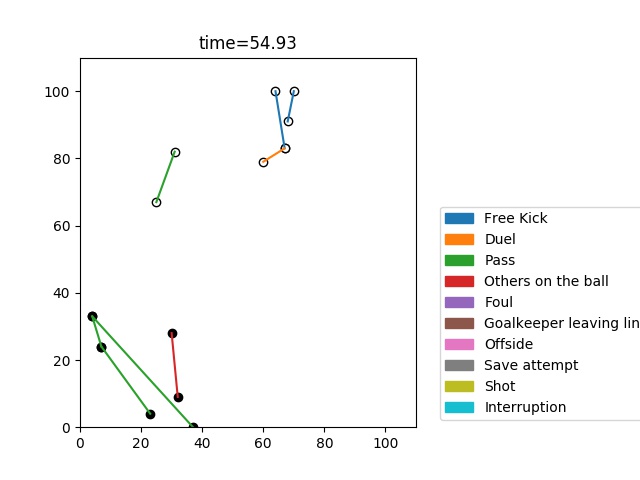 time=54.93
100
80
60
40
20
0
0 20 40 60 80 100
Free Kick
Duel
Pass
Others on the ball
Foul
Goalkeeper leaving lin
Offside
Save attempt
Shot
Interruption